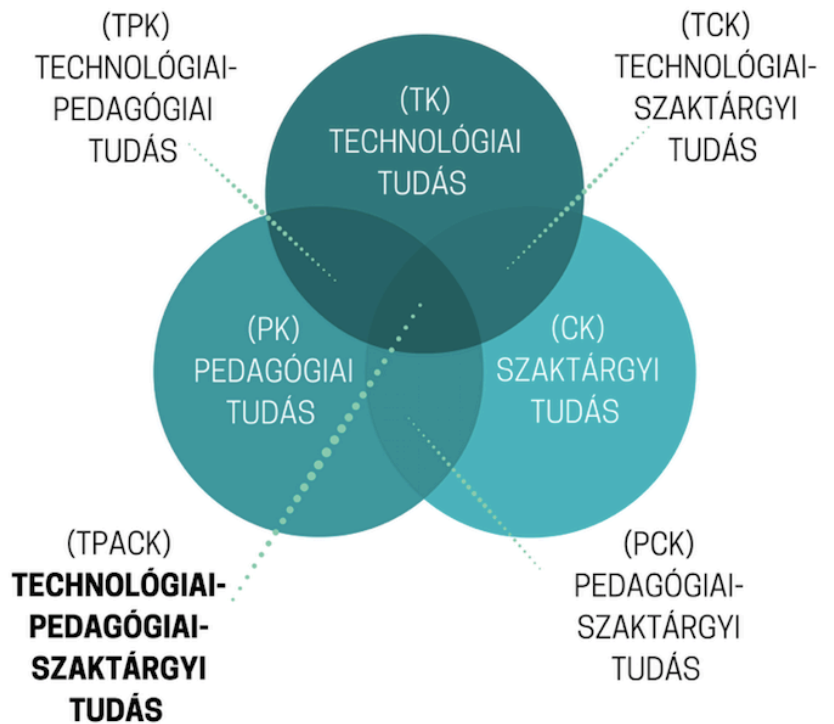 (TPK)
TECHNOLÓGIAI-
PEDAGÓGIAI
TUDÁS
(TCK)
TECHNOLÓGIAI-
SZAKTÁRGYI
TUDÁS
(TK)
TECHNOLÓGIAI
TUDÁS
(PK)
PEDAGÓGIAI
TUDÁS
(CK)
SZAKTÁRGYI
TUDÁS
(TPACK)
TECHNOLÓGIAI-
PEDAGÓGIAI-
SZAKTÁRGYI
TUDÁS
(PCK)
PEDAGÓGIAI-
SZAKTÁRGYI
TUDÁS